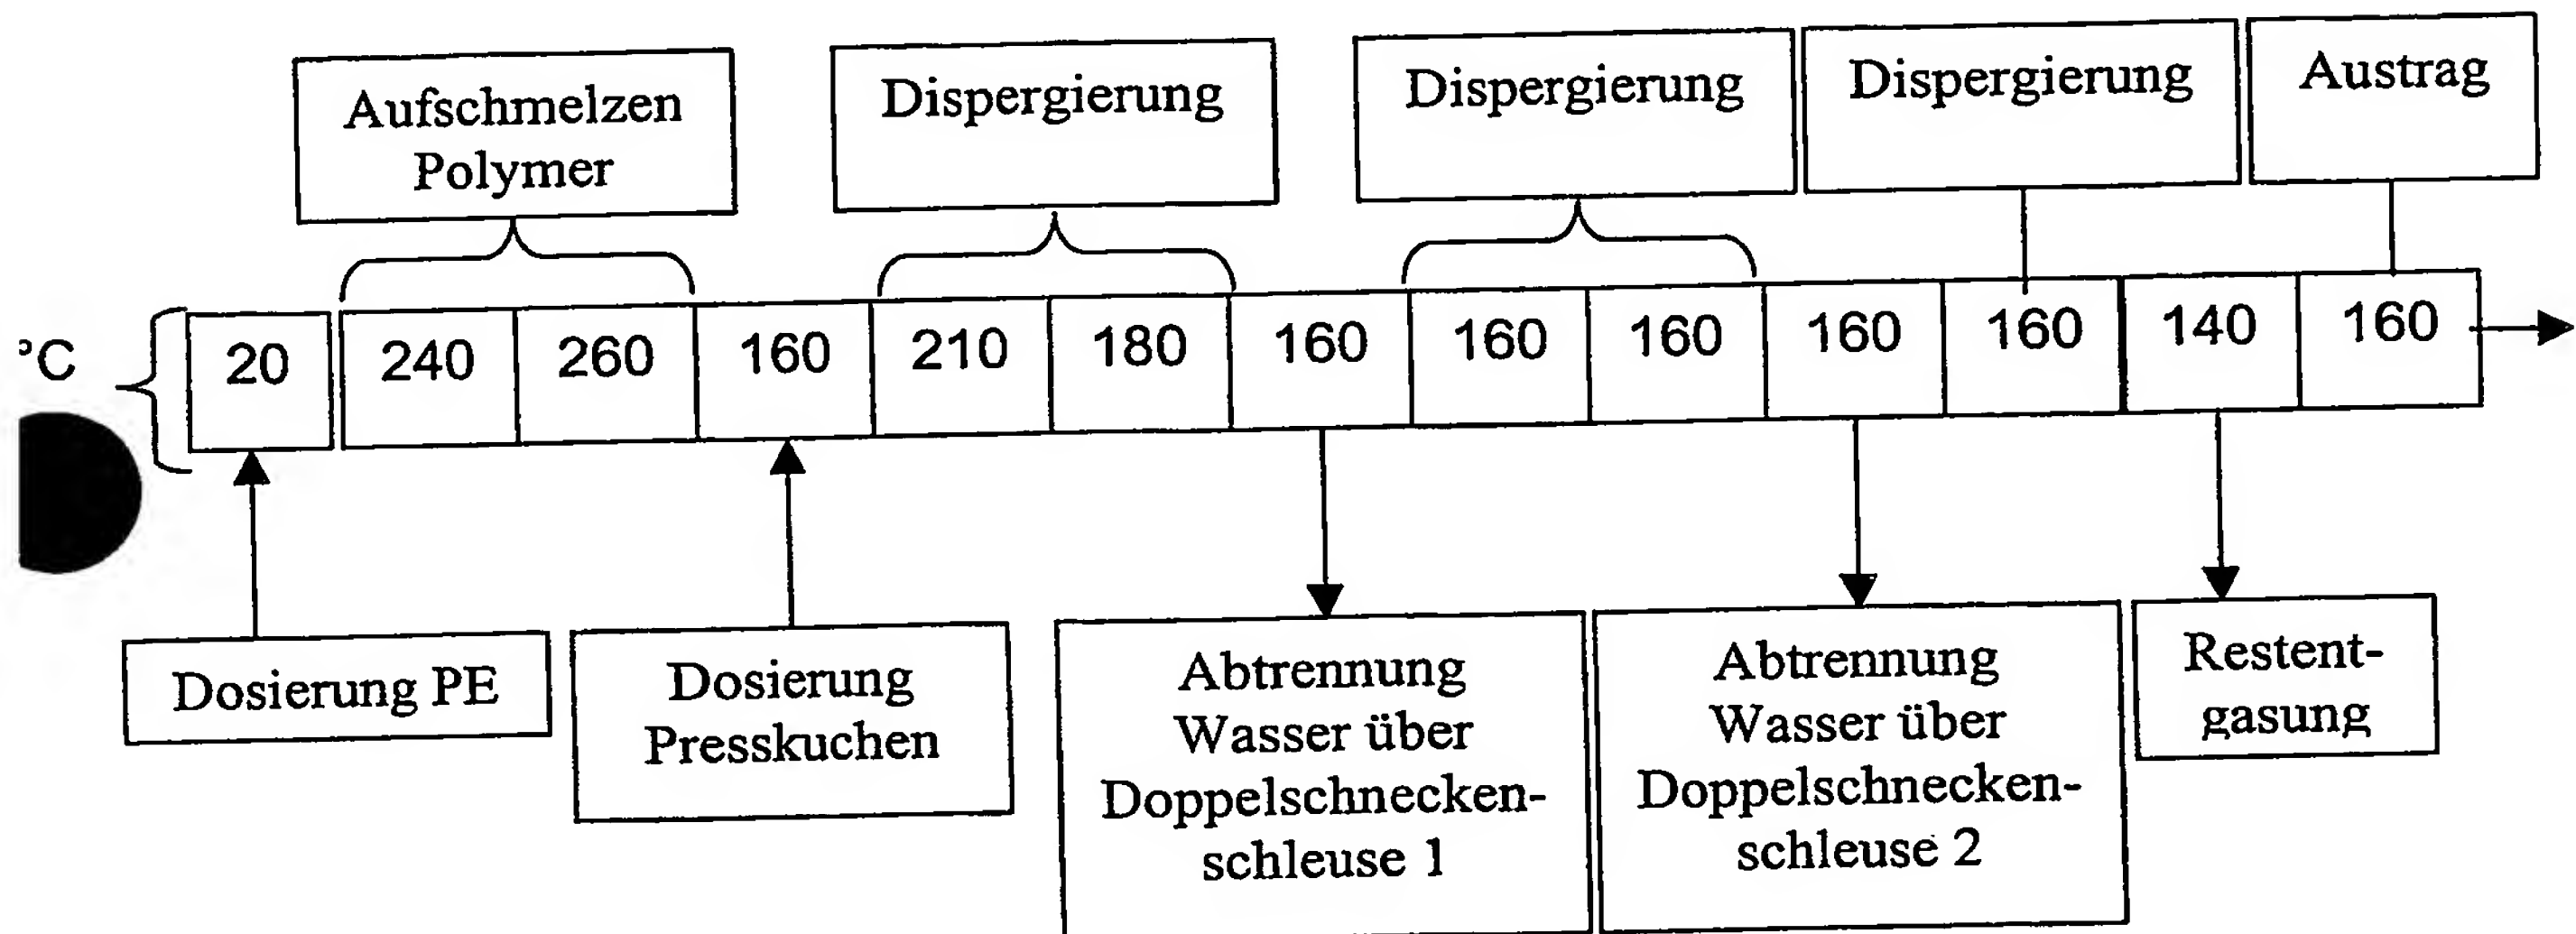 Aufschmelzen
Polymer
Dispergierung
Dispergierung
Dispergierung
Austrag
°C
20
240
260
160
210
180
160
160
160
160
160
140
160
Dosierung PE
Dosierung
Presskuchen
Abtrennung
Wasser über
Doppelschnecken-
schleuse 1
Abtrennung
Wasser über
Doppelschnecken-
schleuse 2
Restent-
gasung